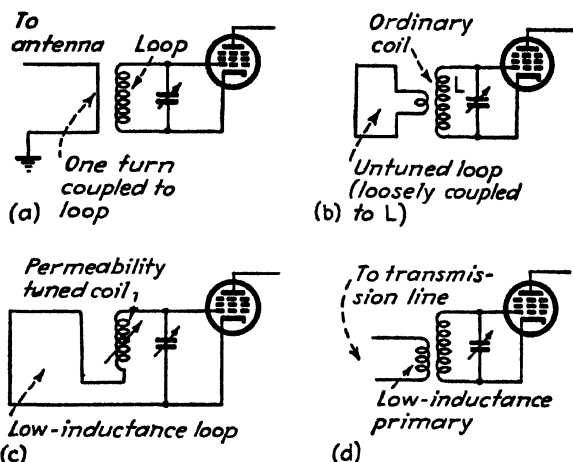 To
antenna
Loop
One turn
coupled to
loop
(a)
Ordinary
coil
L
Untuned loop
(loosely coupled
to L)
(b)
Permeability
tuned coil
Low-inductance loop
(c)
To transmis-
sion line
Low-inductance
primary
(d)